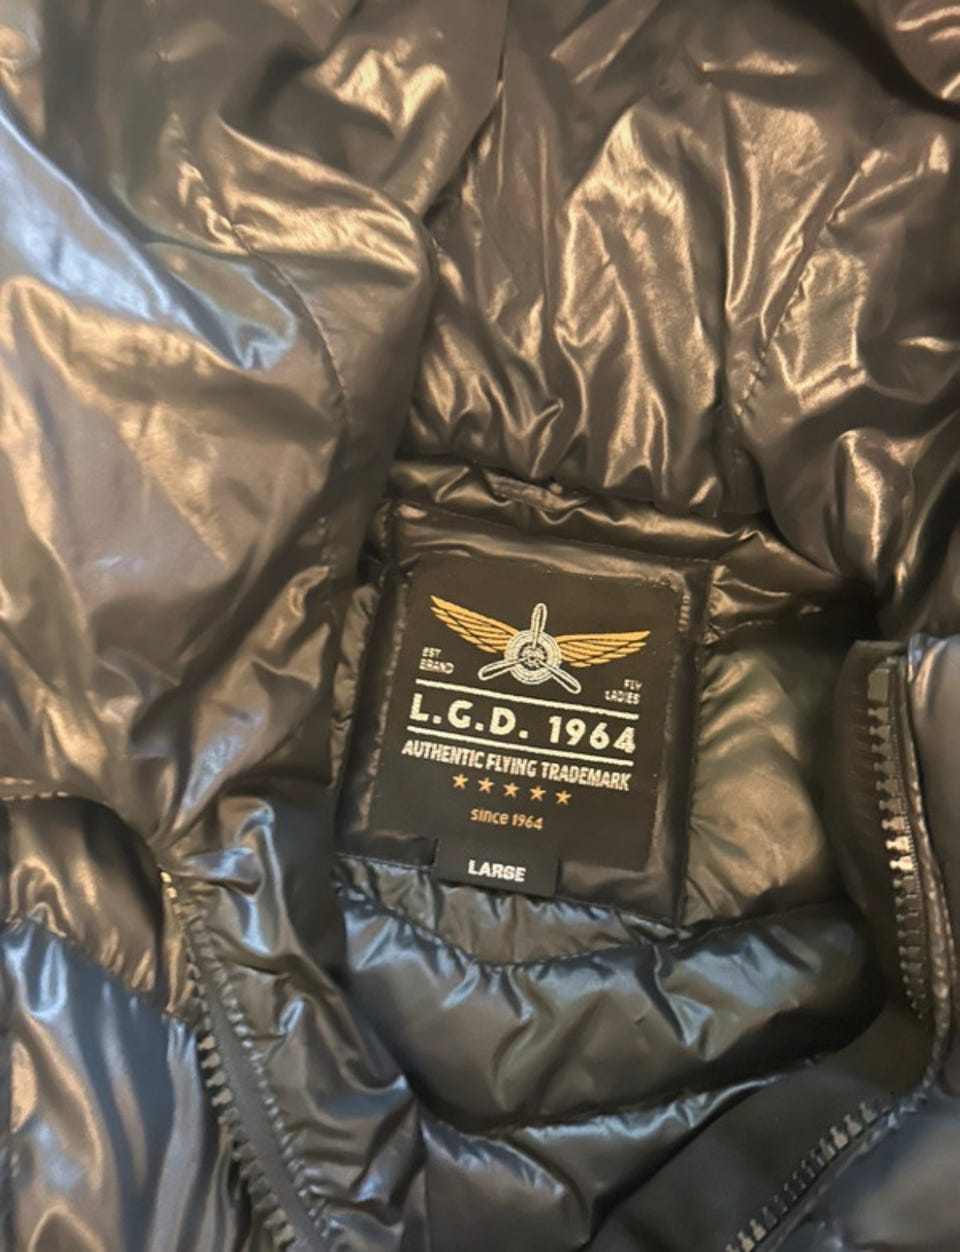 EST
BRAND
FLY
LADIES
L.G.D. 1964
AUTHENTIC FLYING TRADEMARK
since 1964
LARGE